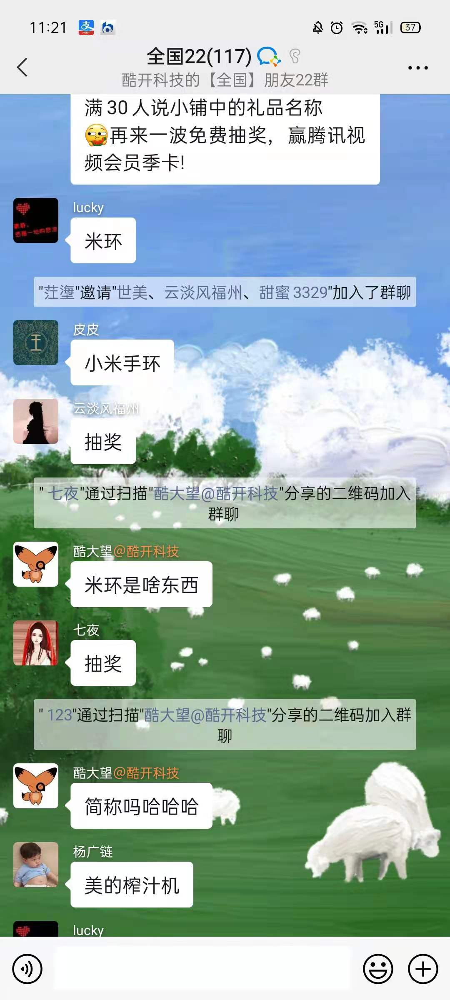 11:21
5G
37
全国22(117)
酷开科技的【全国】朋友22群
满30人说小铺中的礼品名称
再来一波免费抽奖，赢腾讯视
频会员季卡!
lucky
米环
"茳塰"邀请"世美、云淡风福州、甜蜜3329"加入了群聊
皮皮
小米手环
云淡风福州
抽奖
" 七夜"通过扫描"酷大望@酷开科技"分享的二维码加入
群聊
酷大望@酷开科技
米环是啥东西
七夜
抽奖
" 123"通过扫描"酷大望@酷开科技"分享的二维码加入群
聊
酷大望@酷开科技
简称吗哈哈哈
杨广链
美的榨汁机
lucky